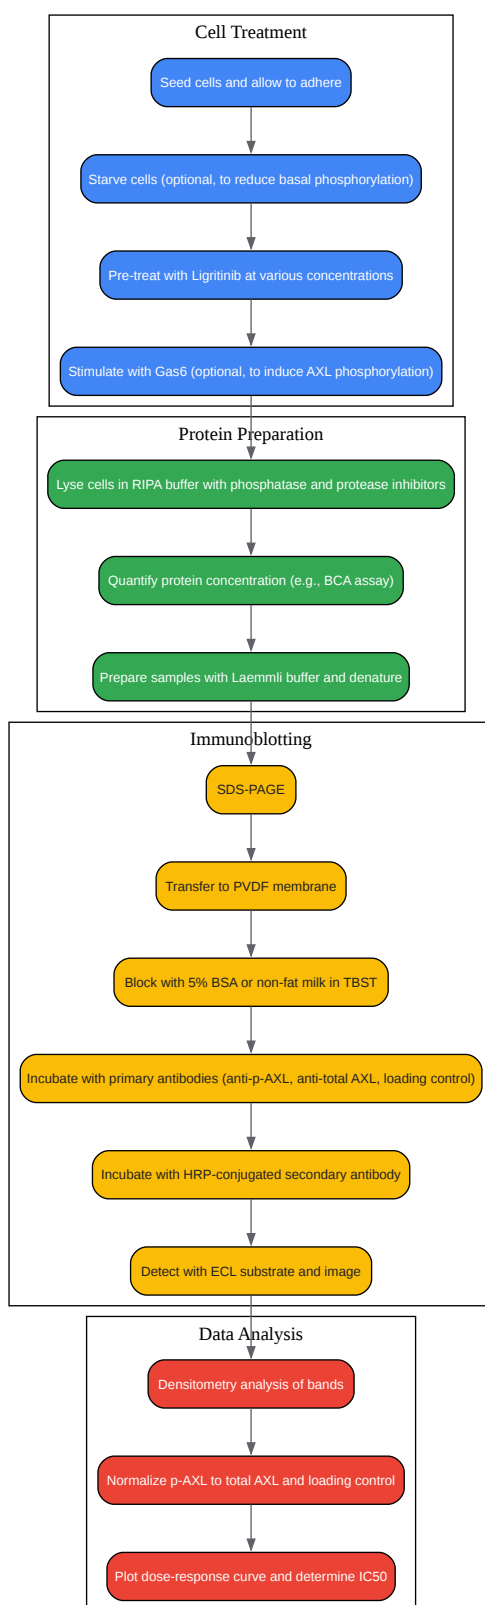 Cell Treatment
Seed cells and allow to adhere
Starve cells (optional, to reduce basal phosphorylation)
Pre-treat with Ligritinib at various concentrations
Stimulate with Gas6 (optional, to induce AXL phosphorylation)
Protein Preparation
Lyse cells in RIPA buffer with phosphatase and protease inhibitors
Quantify protein concentration (e.g., BCA assay)
Prepare samples with Laemmli buffer and denature
Immunoblotting
SDS-PAGE
Transfer to PVDF membrane
Block with 5% BSA or non-fat milk in TBST
Incubate with primary antibodies (anti-p-AXL, anti-total AXL, loading control)
Incubate with HRP-conjugated secondary antibody
Detect with ECL substrate and image
Data Analysis
Densitometry analysis of bands
Normalize p-AXL to total AXL and loading control
Plot dose-response curve and determine IC50